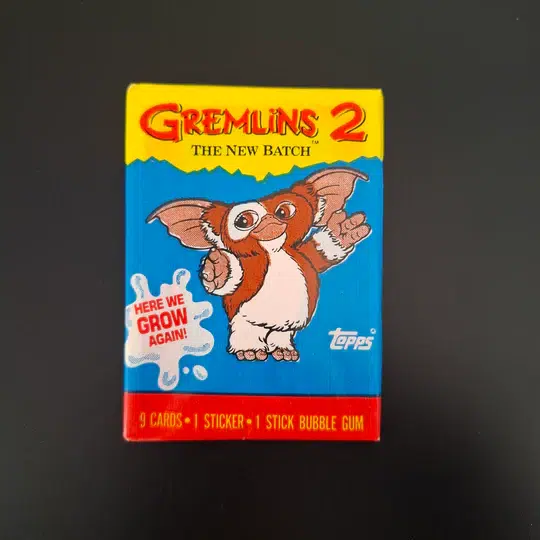 GREMLINS 2
THE NEW BATCH™
HERE WE
GROW
AGAIN!
topps®
9 CARDS • 1 STICKER • 1 STICK BUBBLE GUM